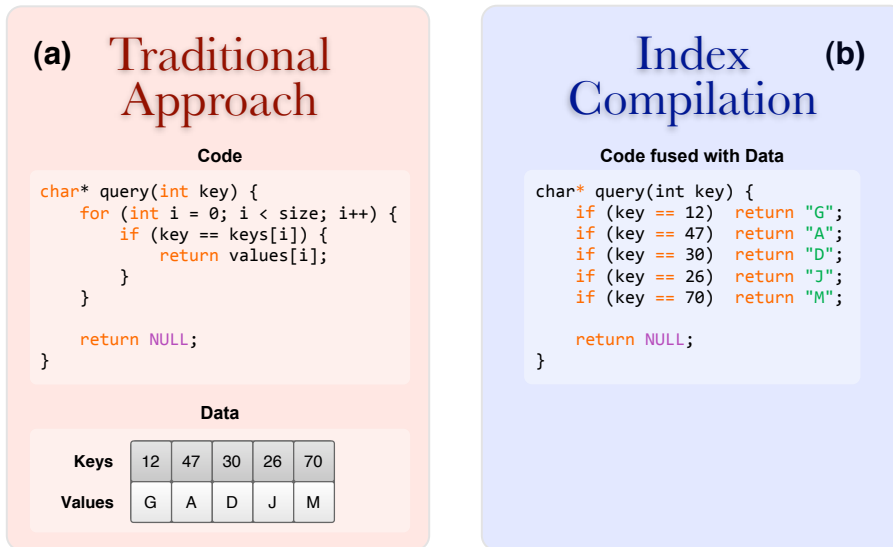 (a) Traditional
Approach
Code
char* query(int key) {
    for (int i = 0; i < size; i++) {
        if (key == keys[i]) {
            return values[i];
        }
    }

    return NULL;
}
Data
Keys 12 47 30 26 70
Values G A D J M
Index (b)
Compilation
Code fused with Data
char* query(int key) {
    if (key == 12)  return "G";
    if (key == 47)  return "A";
    if (key == 30)  return "D";
    if (key == 26)  return "J";
    if (key == 70)  return "M";

    return NULL;
}